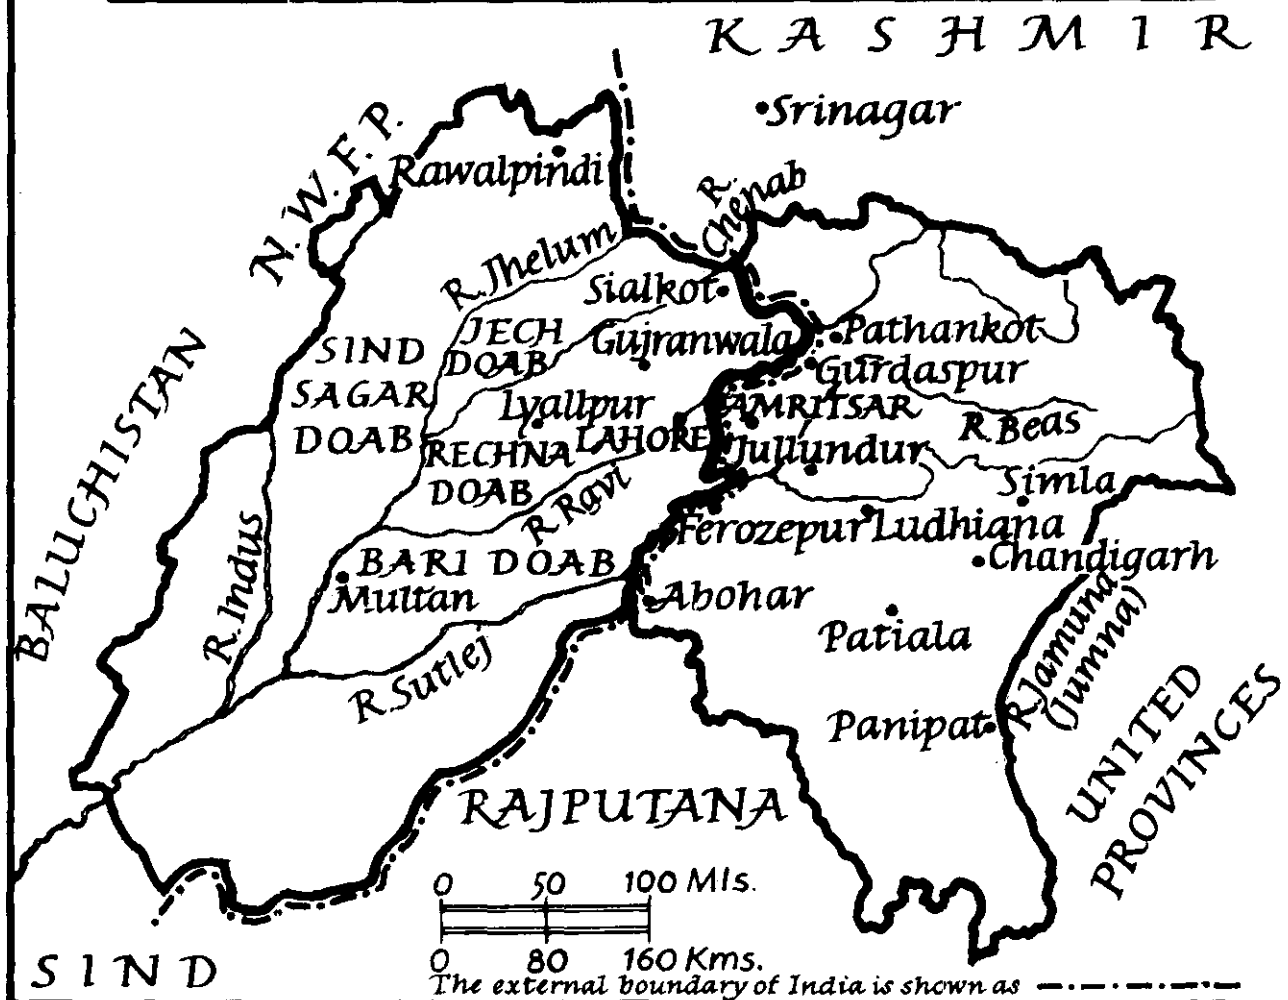 KASHMIR
Srinagar
N.W.F.P.
Rawalpindi
R.
Chenab
R.Jhelum
Sialkot
JECH
DOAB
Gujranwala
Pathankot
Gurdaspur
SIND
SAGAR
DOAB
BALUCHISTAN
Lyallpur
AMRITSAR
R.Beas
RECHNA
DOAB
LAHORE
Jullundur
Simla
R.Ravi
Ferozepur
Ludhiana
Chandigarh
BARI DOAB
Multan
R.Indus
Abohar
Patiala
R.Jamuna
(Jumna)
R.Sutlej
Panipat
UNITED
PROVINCES
RAJPUTANA
0 50 100 Mls.
0 80 160 Kms.
SIND
The external boundary of India is shown as